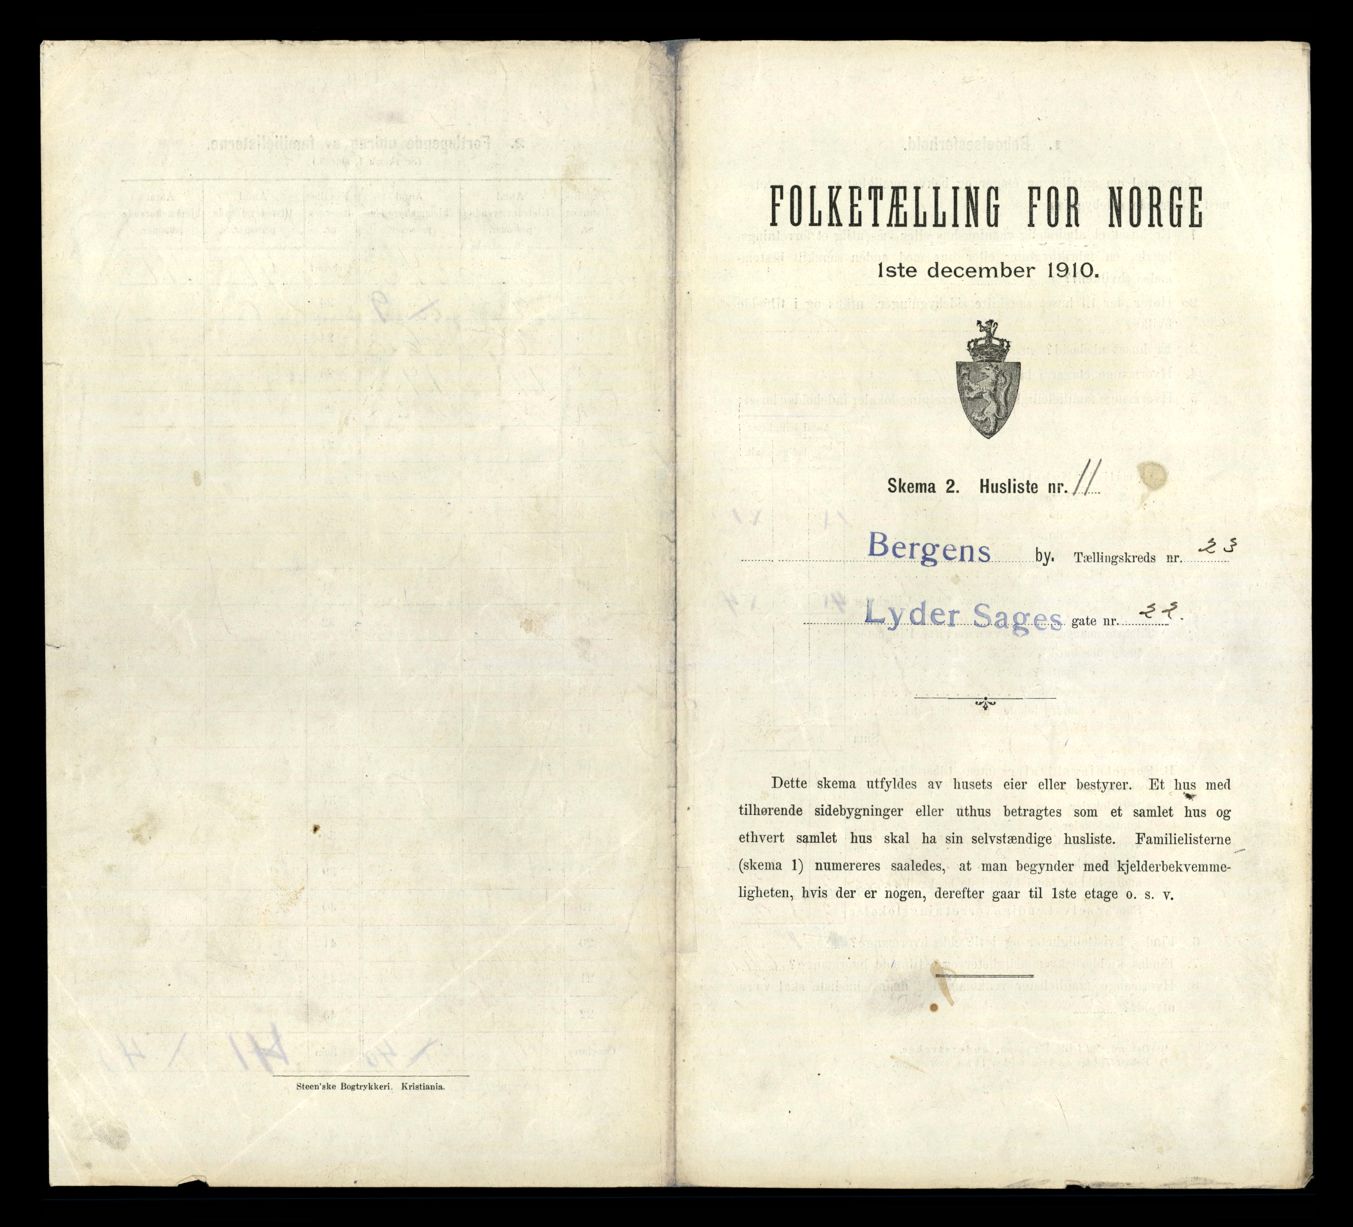 FOLKETÆLLING FOR NORGE
1ste december 1910.
Skema 2. Husliste nr. 11
Bergens by. Tællingskreds nr. 23
Lyder Sages gate nr. 22.
Dette skema utfyldes av husets eier eller bestyrer. Et hus med
tilhørende sidebygninger eller uthus betragtes som et samlet hus og
ethvert samlet hus skal ha sin selvstændige husliste. Familielisterne
(skema 1) numereres saaledes, at man begynder med kjelderbekvemme-
ligheten, hvis der er nogen, derefter gaar til 1ste etage o. s. v.
Steen'ske Bogtrykkeri. Kristiania.